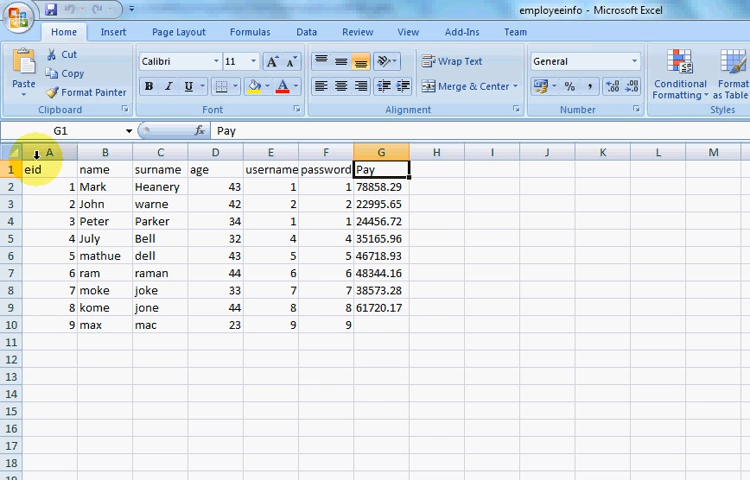 employeeinfo - Microsoft Excel
Home Insert Page Layout Formulas Data Review View Add-Ins Team
Cut
Copy
Format Painter
Paste
Calibri 11
B I U A
Wrap Text
Merge & Center
General
% ,
Conditional Formatting
Format as Table
Clipboard Font Alignment Number Styles
G1 fx Pay
A B C D E F G H I J K L M
1 eid name surname age username password Pay
2 1 Mark Heanery 43 1 1 78858.29
3 2 John warne 42 2 2 22995.65
4 3 Peter Parker 34 1 1 24456.72
5 4 July Bell 32 4 4 35165.96
6 5 mathue dell 43 5 5 46718.93
7 6 ram raman 44 6 6 48344.16
8 7 moke joke 33 7 7 38573.28
9 8 kome jone 44 8 8 61720.17
10 9 max mac 23 9 9
11
12
13
14
15
16
17
18
19